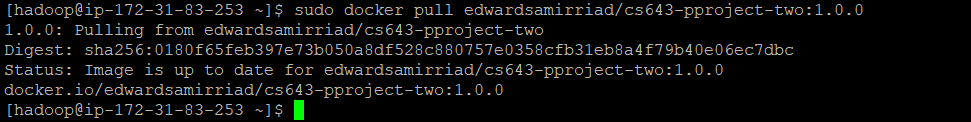 [hadoop@ip-172-31-83-253 ~]$ sudo docker pull edwardsamirriad/cs643-pproject-two:1.0.0
1.0.0: Pulling from edwardsamirriad/cs643-pproject-two
Digest: sha256:0180f65feb397e73b050a8df528c880757e0358cfb31eb8a4f79b40e06ec7dbc
Status: Image is up to date for edwardsamirriad/cs643-pproject-two:1.0.0
docker.io/edwardsamirriad/cs643-pproject-two:1.0.0
[hadoop@ip-172-31-83-253 ~]$